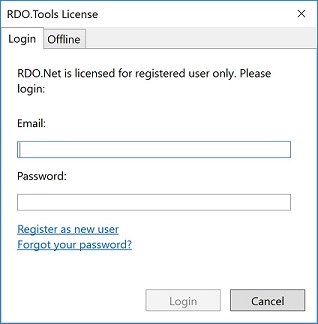 RDO.Tools License
Login
Offline
RDO.Net is licensed for registered user only. Please
login:
Email:
Password:
Register as new user
Forgot your password?
Login
Cancel